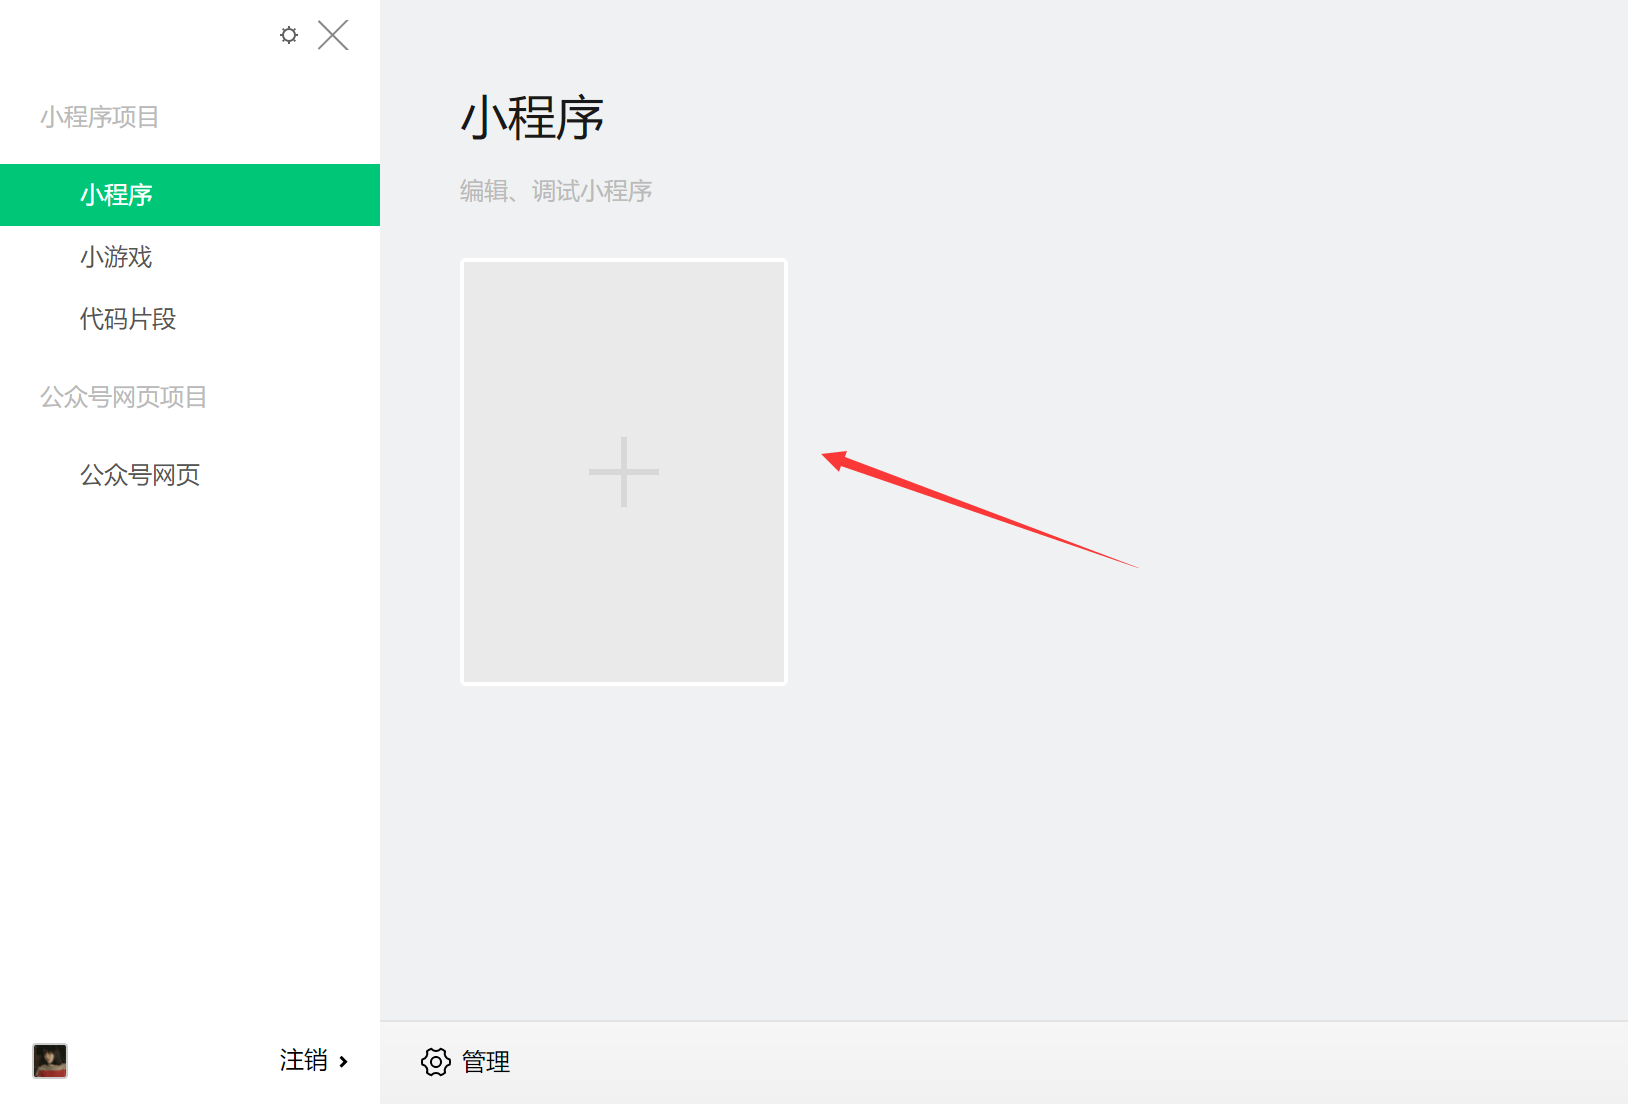 小程序项目
小程序
小游戏
代码片段
公众号网页项目
公众号网页
注销
小程序
编辑、调试小程序
管理